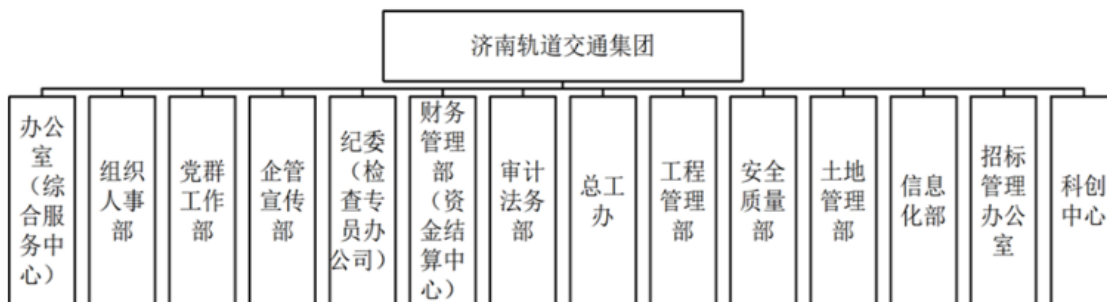 济南轨道交通集团
办公
室
（综
合服
务中
心）
组织
人事
部
党群
工作
部
企管
宣传
部
纪委
（检
查专
员办
公司）
财务
管理
部
（资
金结
算中
心）
审计
法务
部
总工
办
工程
管理
部
安全
质量
部
土地
管理
部
信息
化部
招标
管理
办公
室
科创
中心